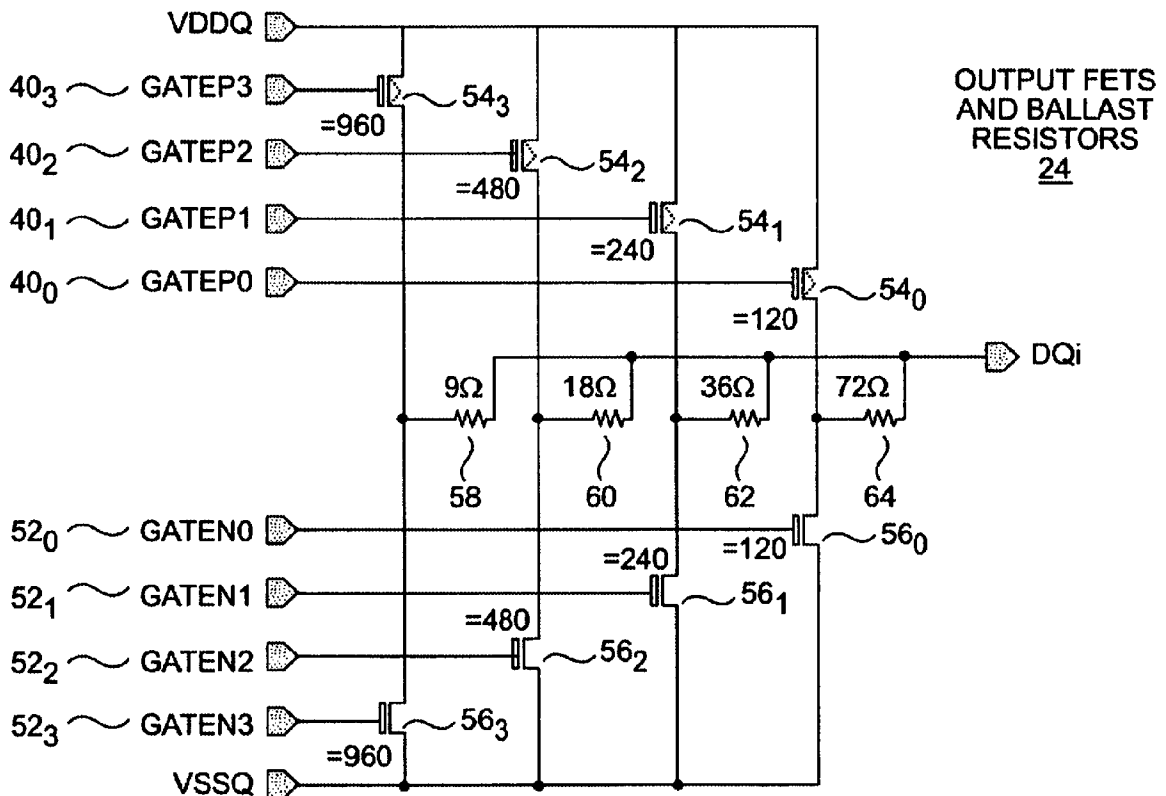 VDDQ
40₃ GATEP3 54₃
=960
40₂ GATEP2 54₂
=480
40₁ GATEP1 54₁
=240
40₀ GATEP0 54₀
=120
OUTPUT FETS
AND BALLAST
RESISTORS
24
DQi
9Ω 18Ω 36Ω 72Ω
58 60 62 64
52₀ GATEN0 =120 56₀
52₁ GATEN1 =240 56₁
52₂ GATEN2 =480 56₂
52₃ GATEN3 56₃
=960
VSSQ